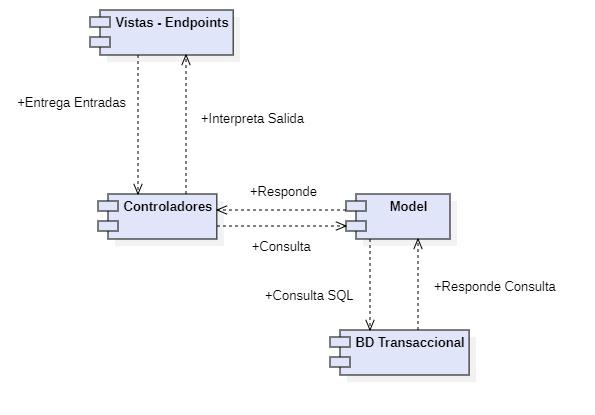 Vistas - Endpoints
+Entrega Entradas
+Interpreta Salida
Controladores
+Responde
Model
+Consulta
+Consulta SQL
+Responde Consulta
BD Transaccional